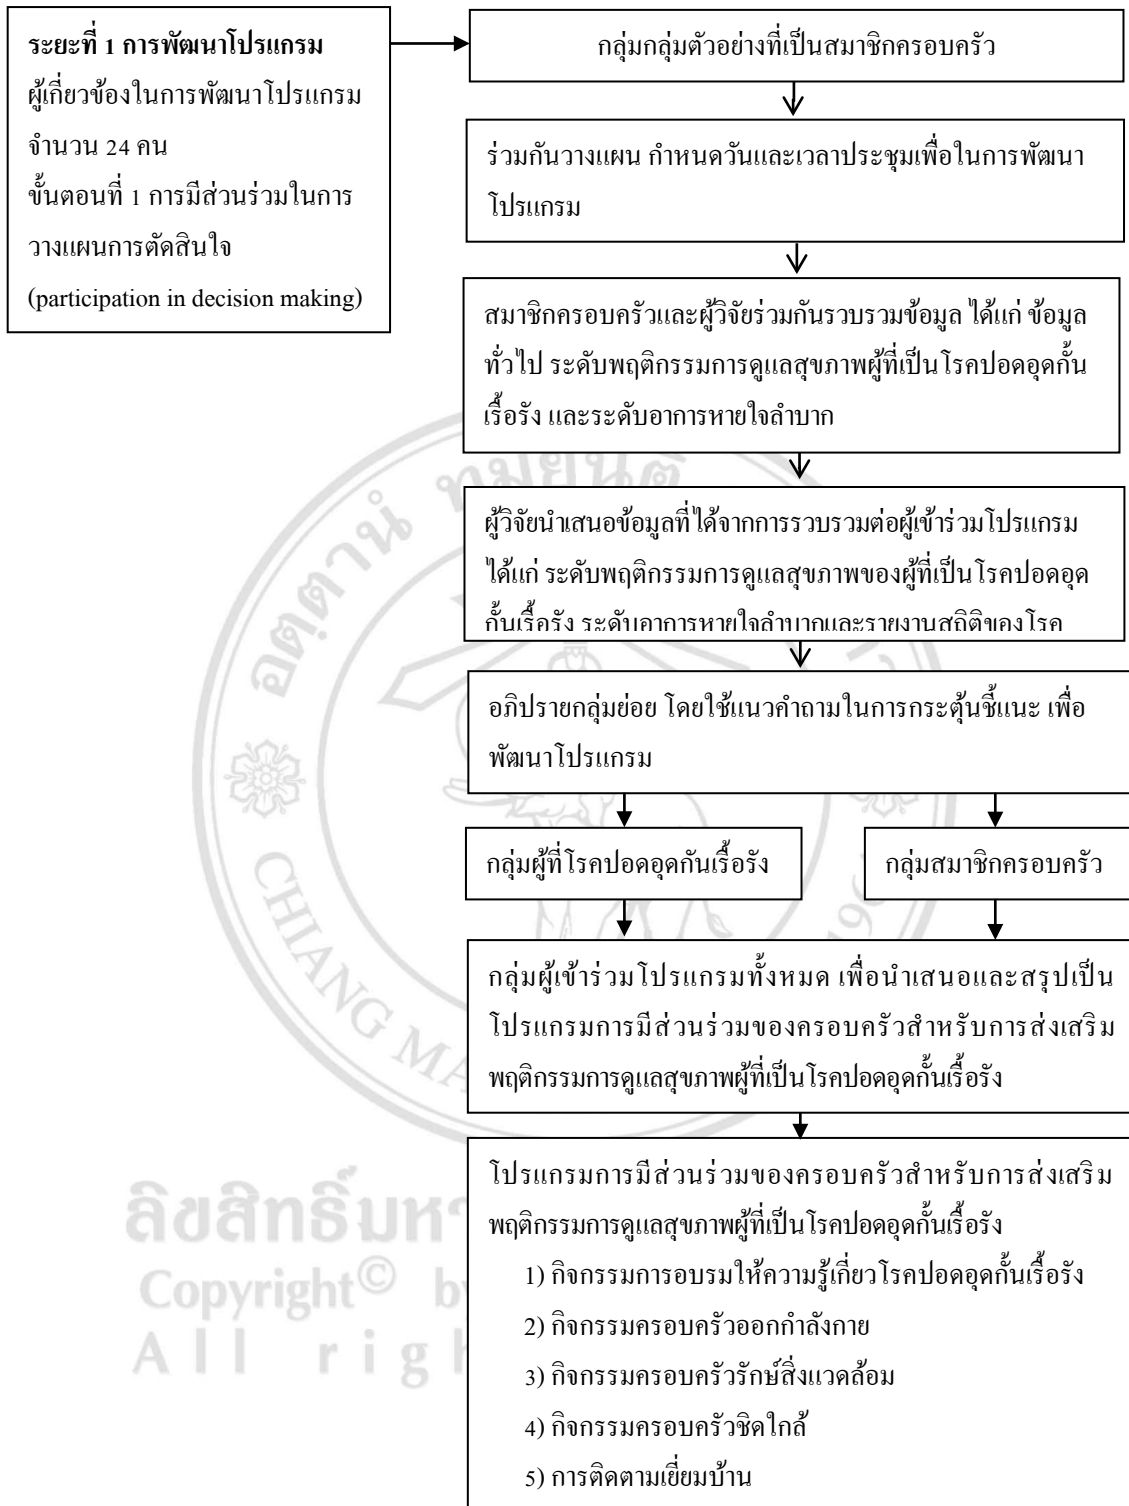 ระยะที่ 1 การพัฒนาโปรแกรม
ผู้เกี่ยวข้องในการพัฒนาโปรแกรม
จำนวน 24 คน
ขั้นตอนที่ 1 การมีส่วนร่วมในการ
วางแผนการตัดสินใจ
(participation in decision making)
กลุ่มกลุ่มตัวอย่างที่เป็นสมาชิกครอบครัว
ร่วมกันวางแผน กำหนดวันและเวลาประชุมเพื่อในการพัฒนา
โปรแกรม
สมาชิกครอบครัวและผู้วิจัยร่วมกันรวบรวมข้อมูล ได้แก่ ข้อมูล
ทั่วไป ระดับพฤติกรรมการดูแลสุขภาพผู้ที่เป็นโรคปอดอุดกั้น
เรื้อรัง และระดับอาการหายใจลำบาก
ผู้วิจัยนำเสนอข้อมูลที่ได้จากการรวบรวมต่อผู้เข้าร่วมโปรแกรม
ได้แก่ ระดับพฤติกรรมการดูแลสุขภาพของผู้ที่เป็นโรคปอดอุด
กั้นเรื้อรัง ระดับอาการหายใจลำบากและรายงานสถิติของโรค
อภิปรายกลุ่มย่อย โดยใช้แนวคำถามในการกระตุ้นชี้แนะ เพื่อ
พัฒนาโปรแกรม
กลุ่มผู้ที่โรคปอดอุดกันเรื้อรัง
กลุ่มสมาชิกครอบครัว
กลุ่มผู้เข้าร่วมโปรแกรมทั้งหมด เพื่อนำเสนอและสรุปเป็น
โปรแกรมการมีส่วนร่วมของครอบครัวสำหรับการส่งเสริม
พฤติกรรมการดูแลสุขภาพผู้ที่เป็นโรคปอดอุดกั้นเรื้อรัง
โปรแกรมการมีส่วนร่วมของครอบครัวสำหรับการส่งเสริม
พฤติกรรมการดูแลสุขภาพผู้ที่เป็นโรคปอดอุดกั้นเรื้อรัง
1) กิจกรรมการอบรมให้ความรู้เกี่ยวโรคปอดอุดกั้นเรื้อรัง
2) กิจกรรมครอบครัวออกกำลังกาย
3) กิจกรรมครอบครัวรักษ์สิ่งแวดล้อม
4) กิจกรรมครอบครัวชิดใกล้
5) การติดตามเยี่ยมบ้าน
อตฺตานํ ทมยนฺติ
CHIANG MA
ลิขสิทธิ์มห
Copyright© b
All righ